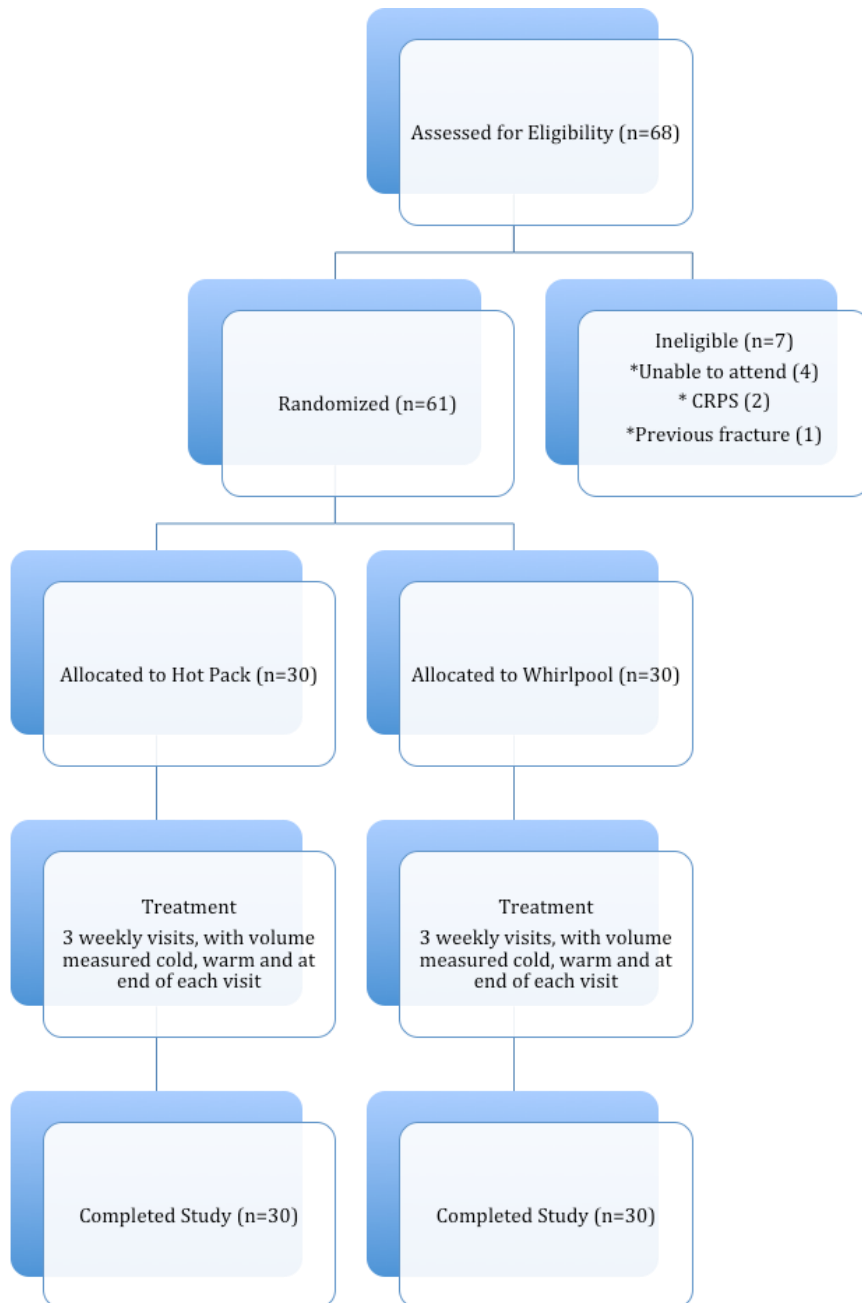 Assessed for Eligibility (n=68)
Randomized (n=61)
Ineligible (n=7)
*Unable to attend (4)
* CRPS (2)
*Previous fracture (1)
Allocated to Hot Pack (n=30)
Allocated to Whirlpool (n=30)
Treatment
3 weekly visits, with volume
measured cold, warm and at
end of each visit
Treatment
3 weekly visits, with volume
measured cold, warm and at
end of each visit
Completed Study (n=30)
Completed Study (n=30)